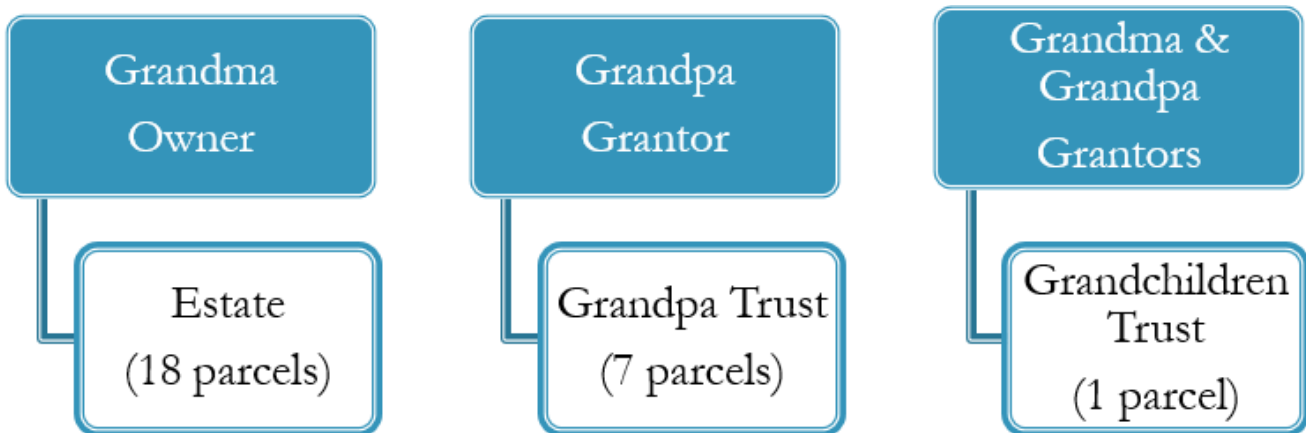 Grandma
Owner
Estate
(18 parcels)
Grandpa
Grantor
Grandpa Trust
(7 parcels)
Grandma &
Grandpa
Grantors
Grandchildren
Trust
(1 parcel)